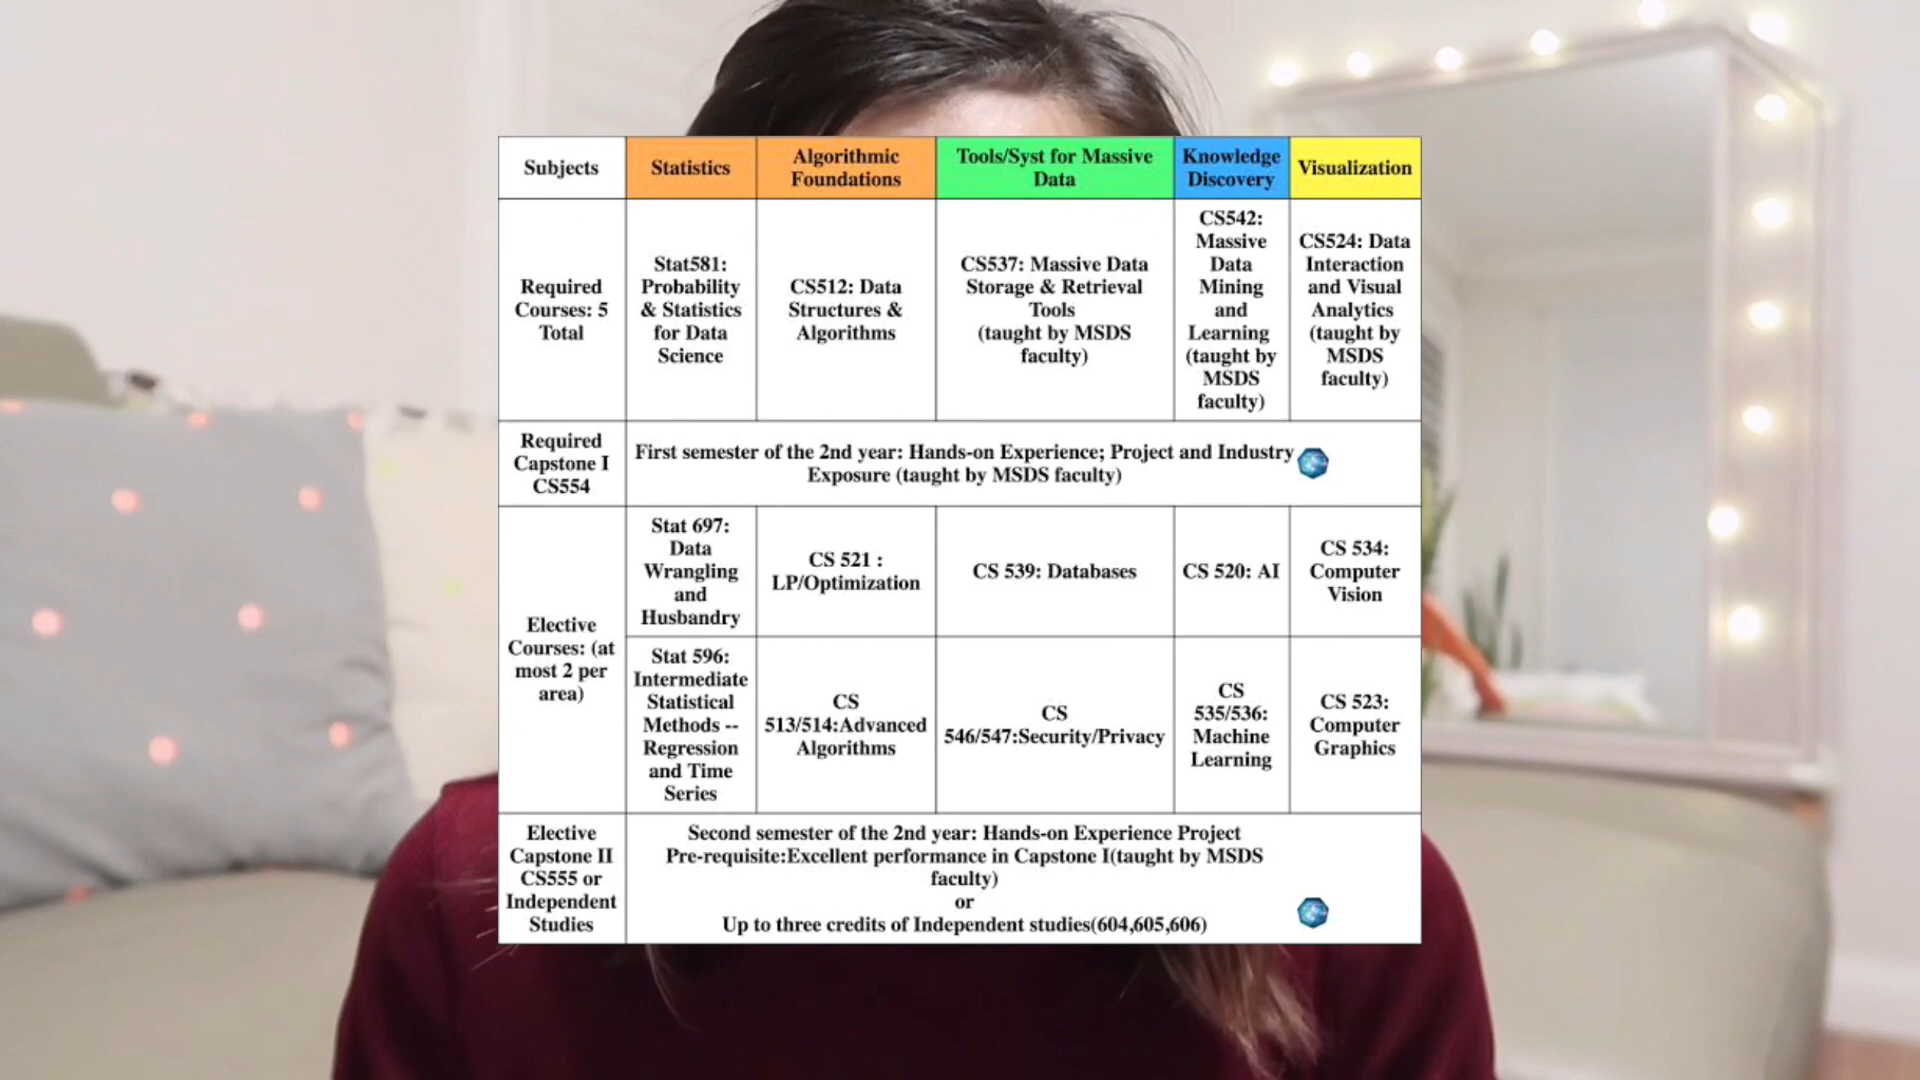 Subjects
Statistics
Algorithmic
Foundations
Tools/Syst for Massive
Data
Knowledge
Discovery
Visualization
Required
Courses: 5
Total
Stat581:
Probability
& Statistics
for Data
Science
CS512: Data
Structures &
Algorithms
CS537: Massive Data
Storage & Retrieval
Tools
(taught by MSDS
faculty)
CS542:
Massive
Data
Mining
and
Learning
(taught by
MSDS
faculty)
CS524: Data
Interaction
and Visual
Analytics
(taught by
MSDS
faculty)
Required
Capstone I
CS554
First semester of the 2nd year: Hands-on Experience; Project and Industry
Exposure (taught by MSDS faculty)
Elective
Courses: (at
most 2 per
area)
Stat 697:
Data
Wrangling
and
Husbandry
CS 521 :
LP/Optimization
CS 539: Databases
CS 520: AI
CS 534:
Computer
Vision
Stat 596:
Intermediate
Statistical
Methods --
Regression
and Time
Series
CS
513/514:Advanced
Algorithms
CS
546/547:Security/Privacy
CS
535/536:
Machine
Learning
CS 523:
Computer
Graphics
Elective
Capstone II
CS555 or
Independent
Studies
Second semester of the 2nd year: Hands-on Experience Project
Pre-requisite:Excellent performance in Capstone I(taught by MSDS
faculty)
or
Up to three credits of Independent studies(604,605,606)